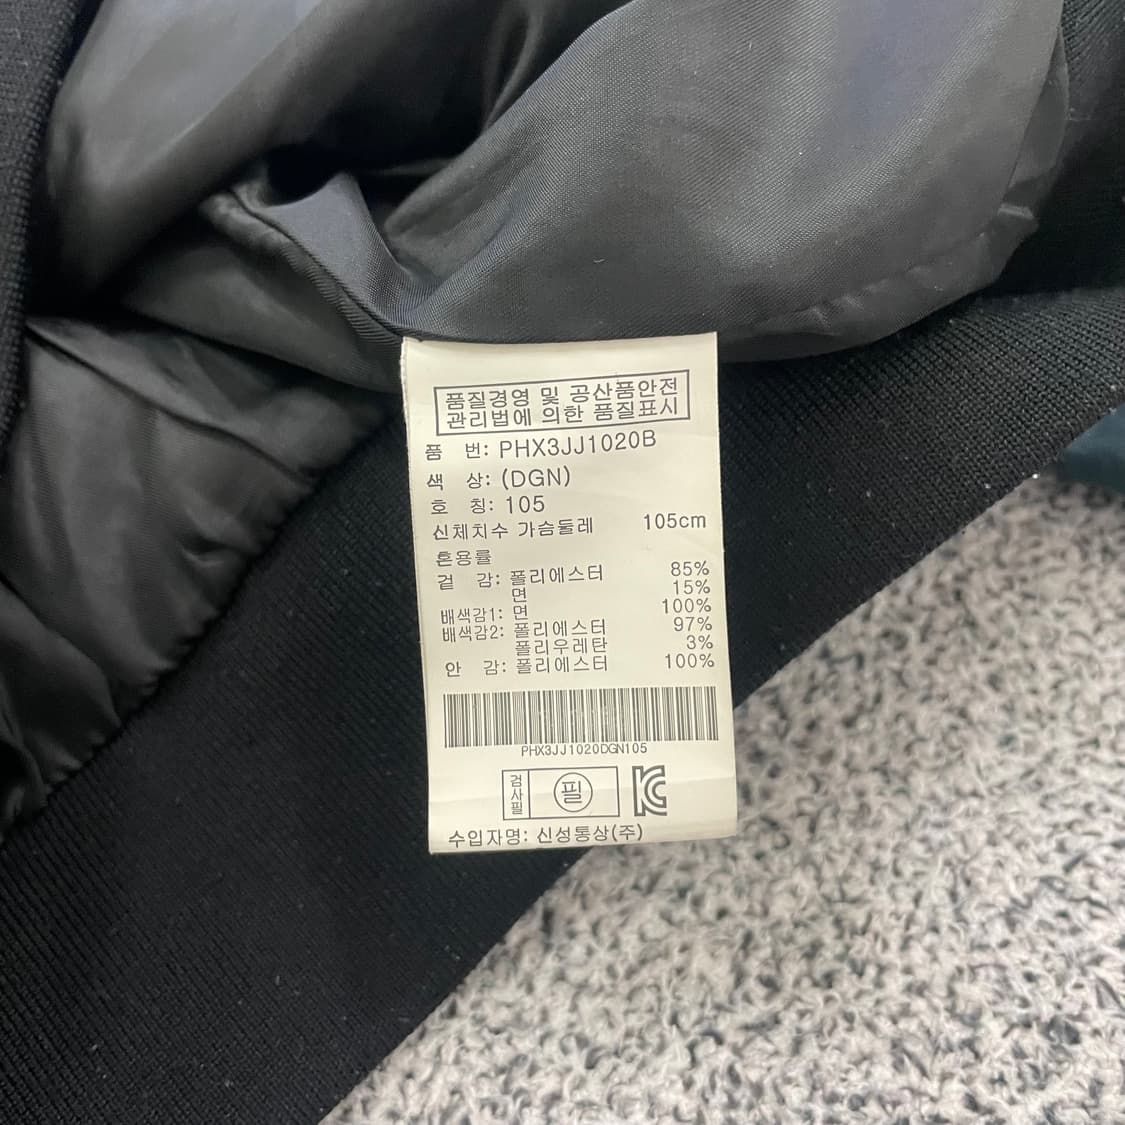 품질경영 및 공산품안전
관리법에 의한 품질표시
품 번: PHX3JJ1020B
색 상: (DGN)
호 칭: 105
신체치수 가슴둘레 105cm
혼용률
겉 감: 폴리에스터 85%
면 15%
배색감1: 면 100%
배색감2: 폴리에스터 97%
폴리우레탄 3%
안 감: 폴리에스터 100%
PHX3JJ1020DGN105
검사필 필 KC
수입자명: 신성통상(주)